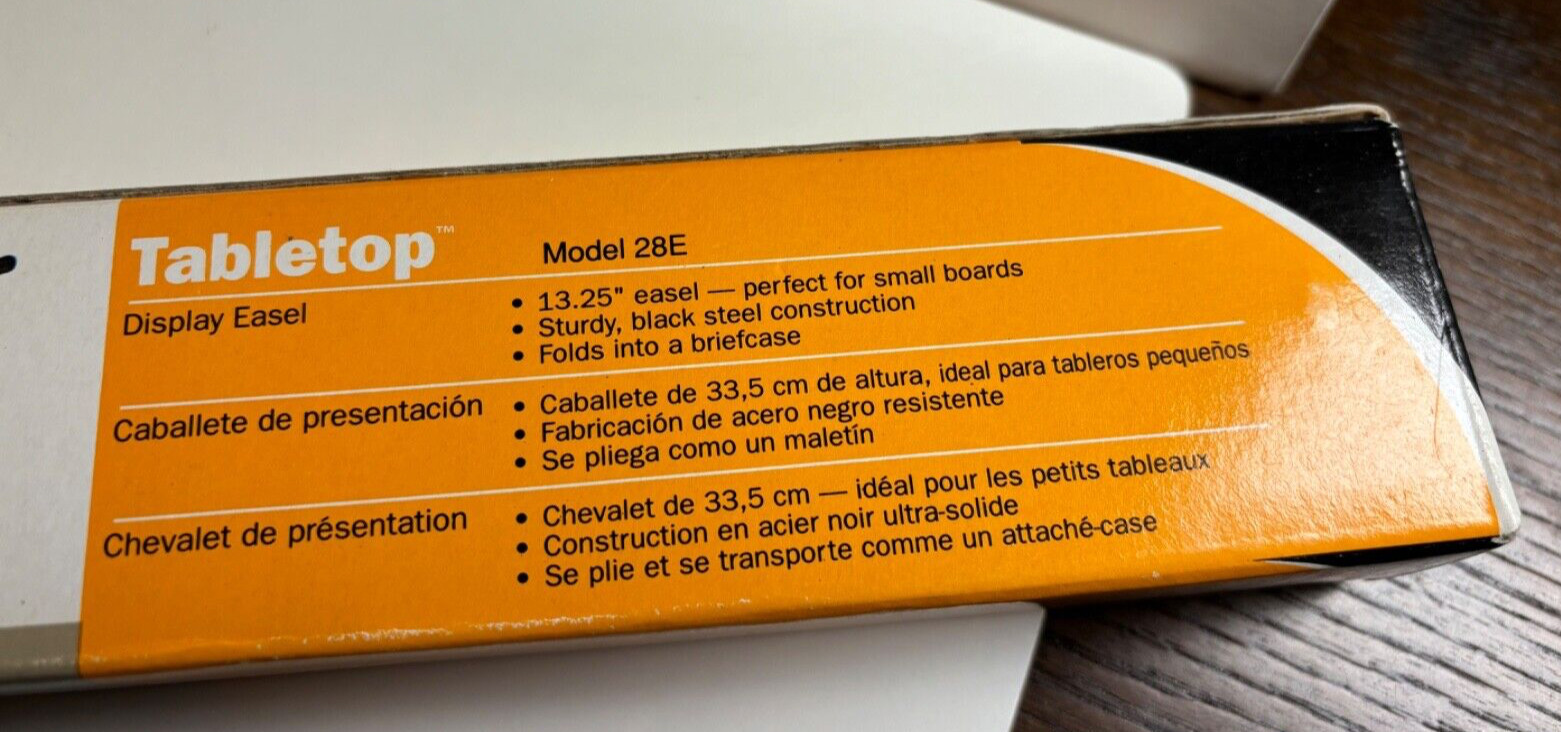 Tabletop™ Model 28E
Display Easel
• 13.25" easel — perfect for small boards
• Sturdy, black steel construction
• Folds into a briefcase
Caballete de presentación
• Caballete de 33,5 cm de altura, ideal para tableros pequeños
• Fabricación de acero negro resistente
• Se pliega como un maletín
Chevalet de présentation
• Chevalet de 33,5 cm — idéal pour les petits tableaux
• Construction en acier noir ultra-solide
• Se plie et se transporte comme un attaché-case